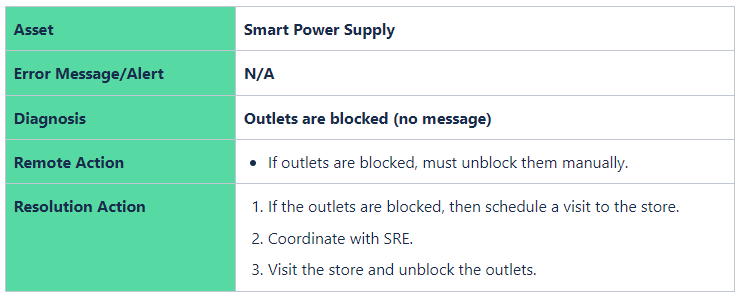 Asset Smart Power Supply
Error Message/Alert N/A
Diagnosis Outlets are blocked (no message)
Remote Action • If outlets are blocked, must unblock them manually.
Resolution Action 1. If the outlets are blocked, then schedule a visit to the store.
2. Coordinate with SRE.
3. Visit the store and unblock the outlets.